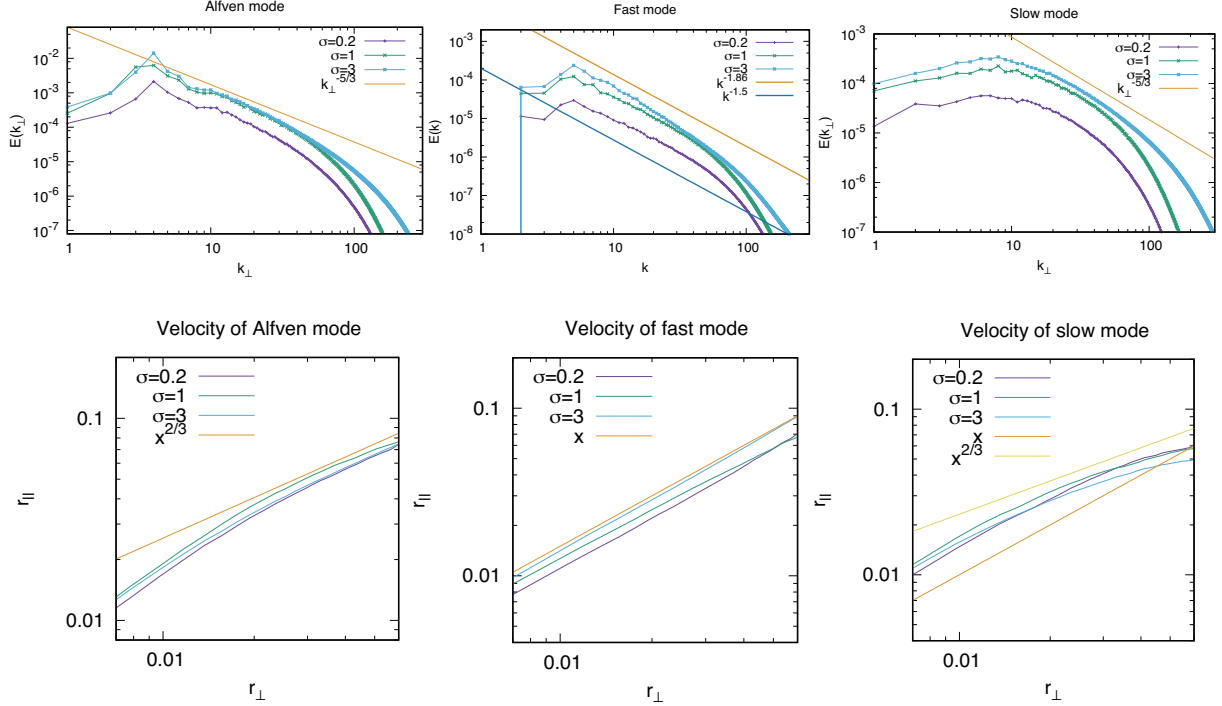 Alfven mode
10^-2
10^-3
10^-4
10^-5
10^-6
10^-7
E(k⊥)
1
10
100
k⊥
σ=0.2
σ=1
σ=3
k⊥^-5/3
Fast mode
10^-3
10^-4
10^-5
10^-6
10^-7
10^-8
E(k)
1
10
100
k
σ=0.2
σ=1
σ=3
k^-1.86
k^-1.5
Slow mode
10^-3
10^-4
10^-5
10^-6
10^-7
E(k⊥)
1
10
100
k⊥
σ=0.2
σ=1
σ=3
k⊥^-5/3
Velocity of Alfven mode
σ=0.2
σ=1
σ=3
x^2/3
0.1
0.01
r||
0.01
r⊥
Velocity of fast mode
σ=0.2
σ=1
σ=3
x
0.1
0.01
r||
0.01
r⊥
Velocity of slow mode
σ=0.2
σ=1
σ=3
x
x^2/3
0.1
0.01
r||
0.01
r⊥